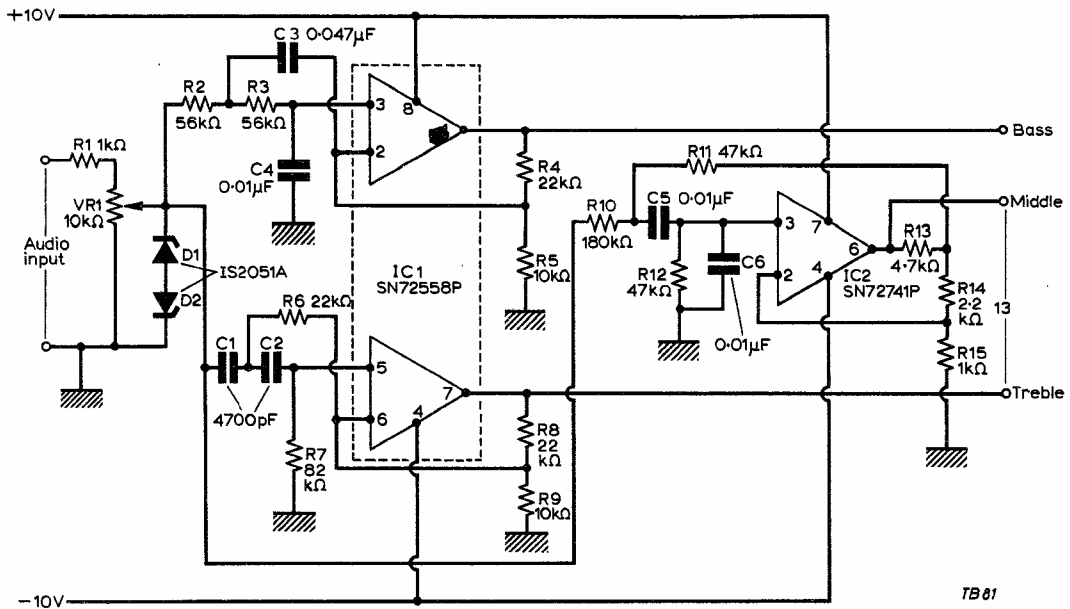 +10V
C3 0·047μF
R2
56kΩ
R3
56kΩ
3
8
2
Bass
R1 1kΩ
C4
0·01μF
R4
22kΩ
R11 47kΩ
VR1
10kΩ
Audio
input
D1
D2
IS2051A
IC1
SN72558P
R5
10kΩ
R10
180kΩ
C5
0·01μF
R12
47kΩ
C6
0·01μF
3
2
7
6
4
IC2
SN72741P
Middle
R13
4·7kΩ
R14
2·2
kΩ
13
R15
1kΩ
R6 22kΩ
C1
C2
4700pF
5
6
7
4
Treble
R7
82
kΩ
R8
22
kΩ
R9
10kΩ
-10V
TB81